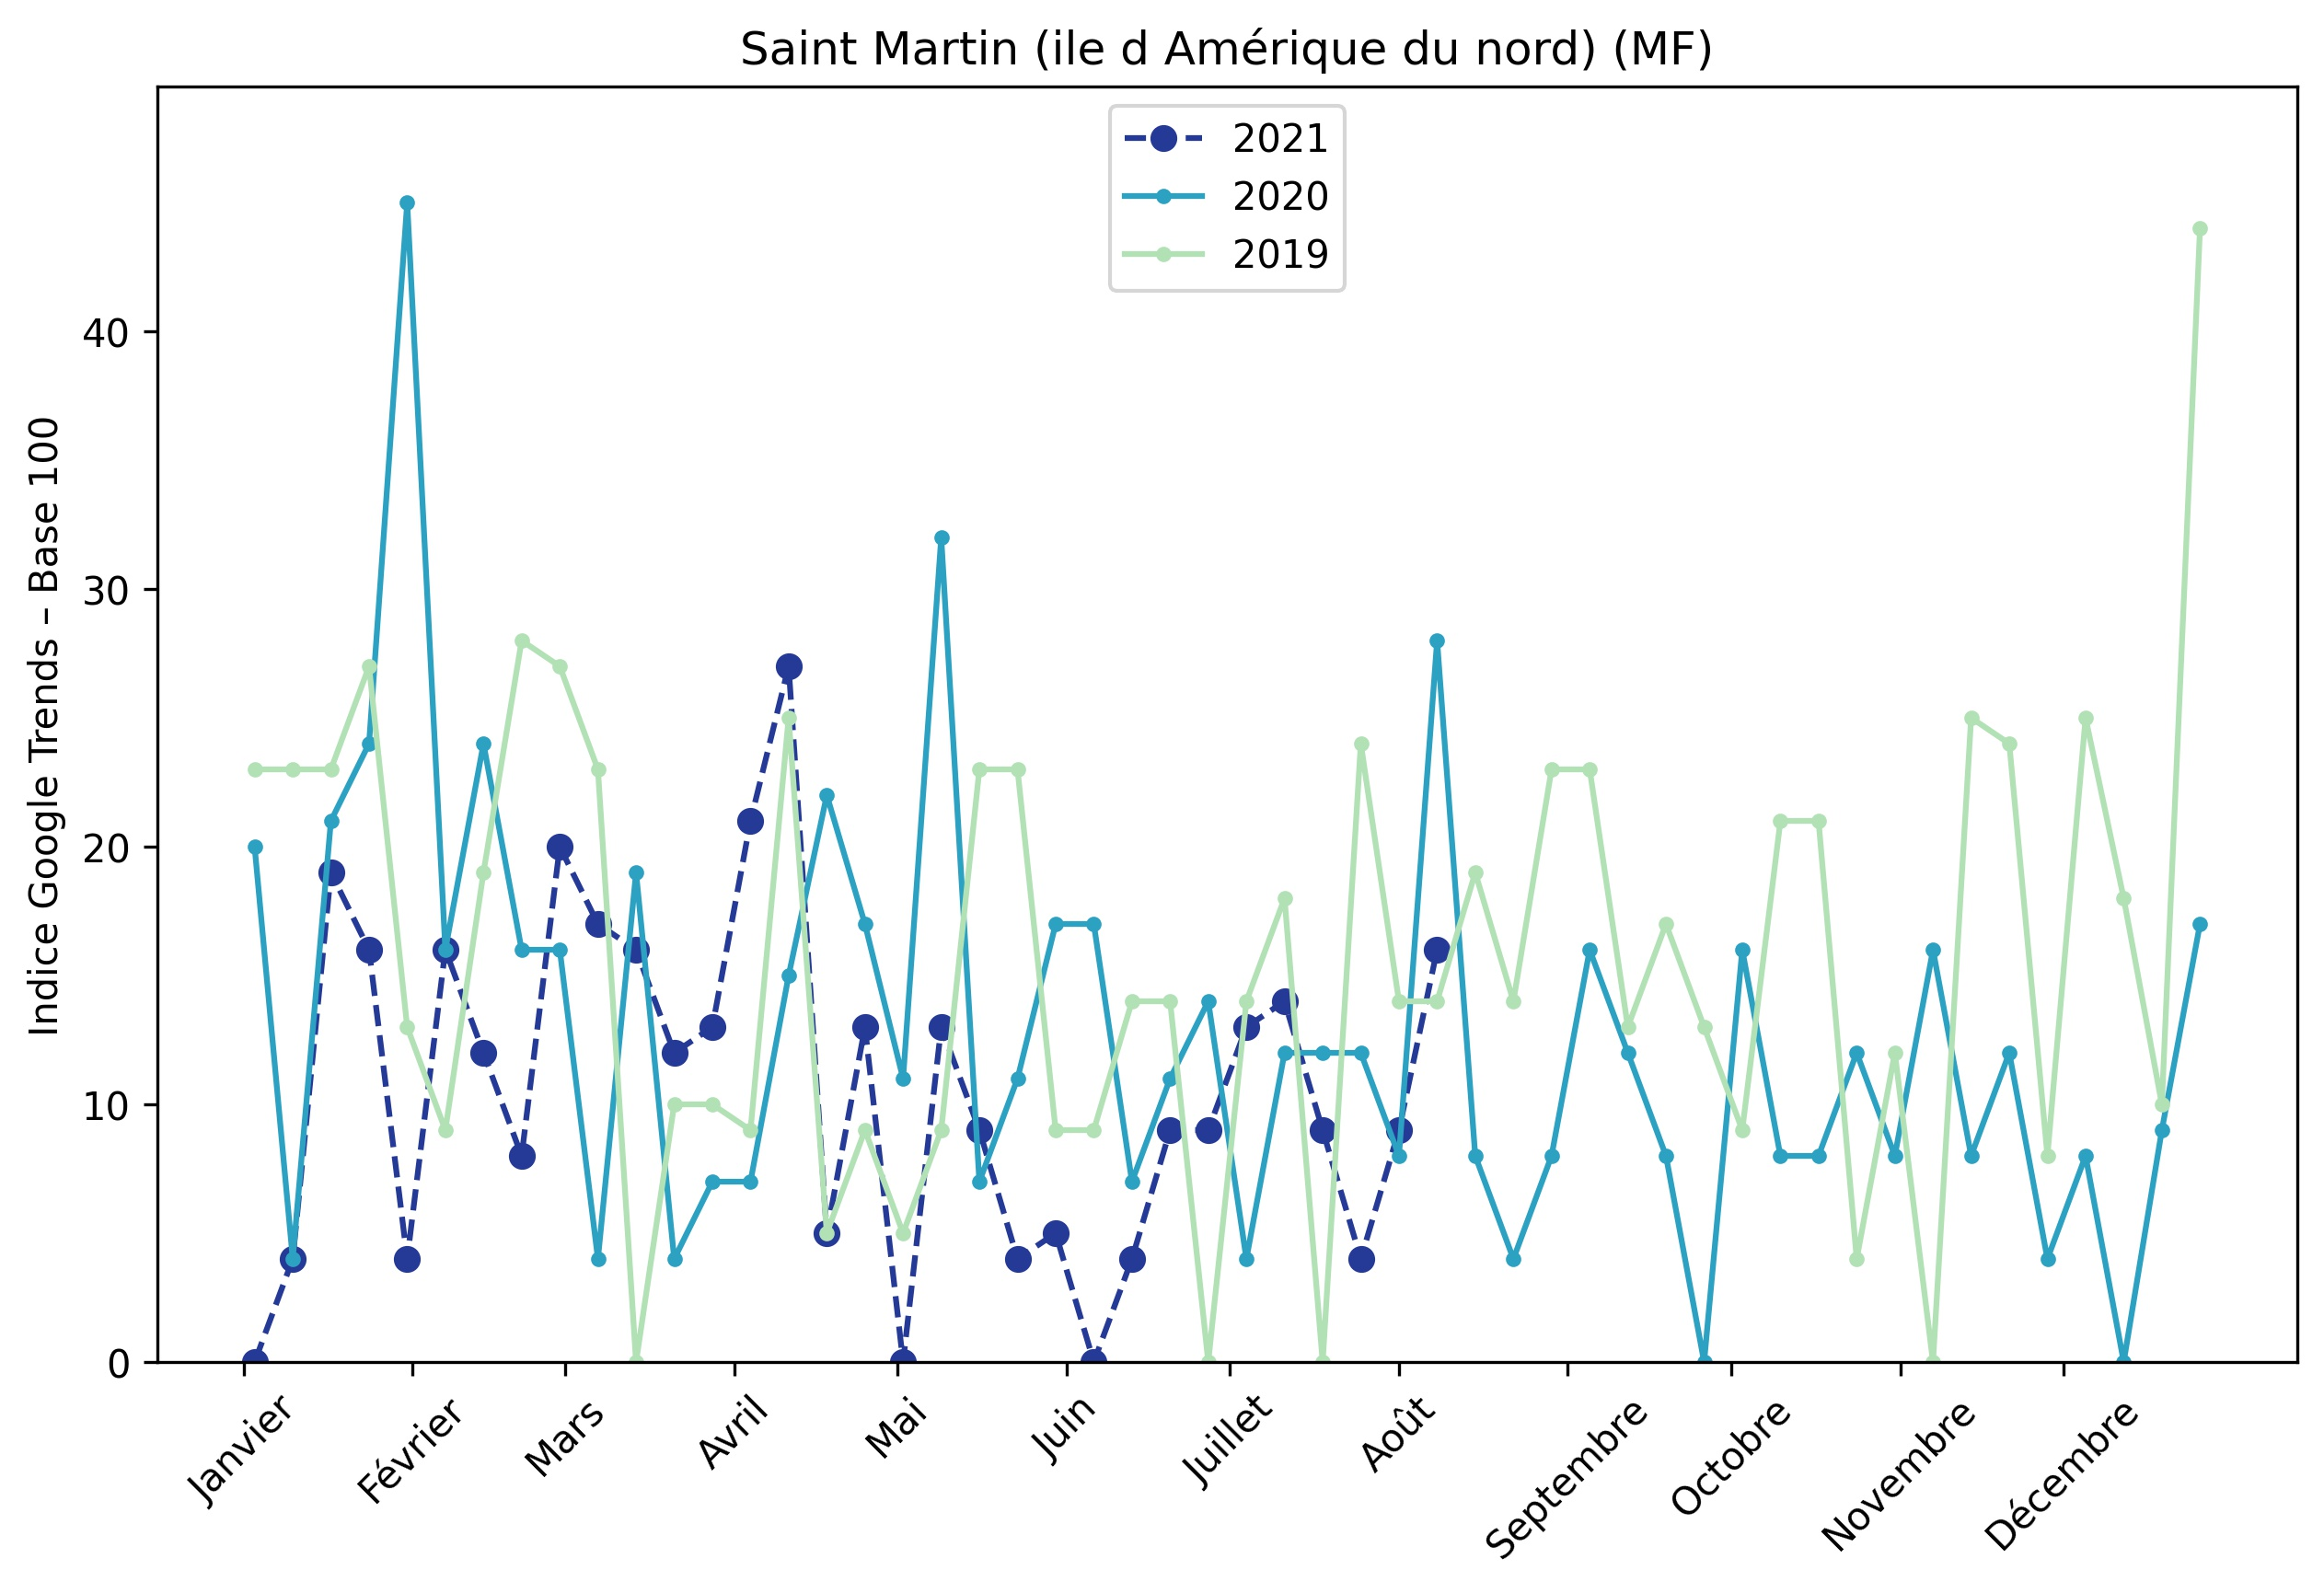 Saint Martin (ile d Amérique du nord) (MF)
2021
2020
2019
Indice Google Trends – Base 100
40
30
20
10
0
Janvier
Février
Mars
Avril
Mai
Juin
Juillet
Août
Septembre
Octobre
Novembre
Décembre